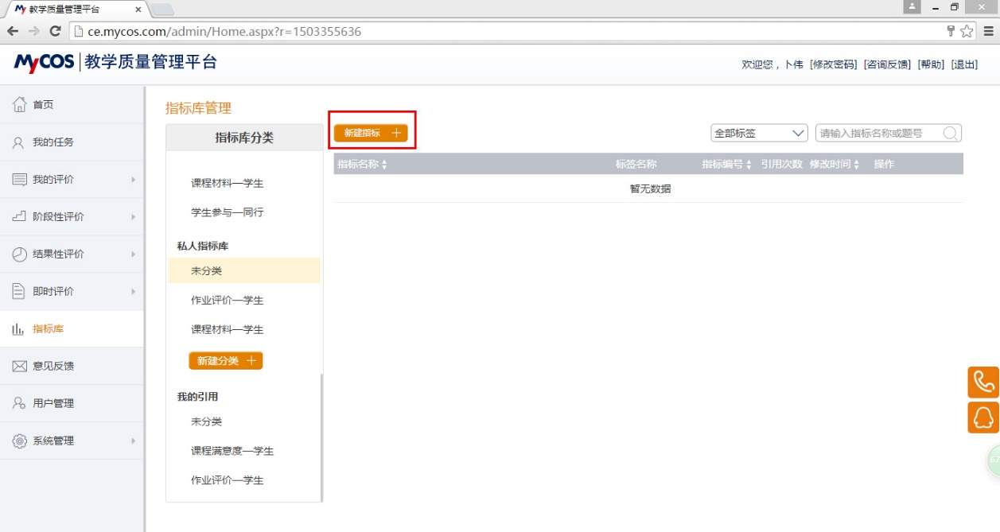 教学质量管理平台
ce.mycos.com/admin/Home.aspx?r=1503355636
MyCOS 教学质量管理平台
欢迎您，卜伟 [修改密码] [咨询反馈] [帮助] [退出]
首页
我的任务
我的评价
阶段性评价
结果性评价
即时评价
指标库
意见反馈
用户管理
系统管理
指标库管理
指标库分类
课程材料—学生
学生参与—同行
私人指标库
未分类
作业评价—学生
课程材料—学生
新建分类
我的引用
未分类
课程满意度—学生
作业评价—学生
新建指标
全部标签
请输入指标名称或题号
指标名称 标签名称 指标编号 引用次数 修改时间 操作
暂无数据
67